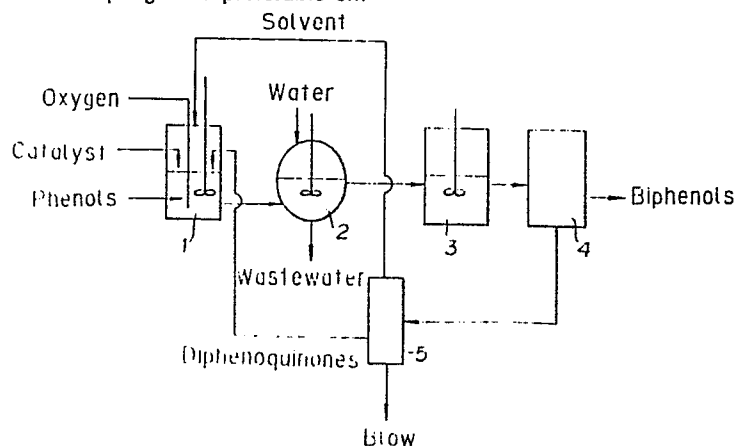 Solvent
Oxygen
Water
Catalyst
Phenols
Biphenols
1
2
3
4
Wastewater
Diphenoquinones
5
Blow